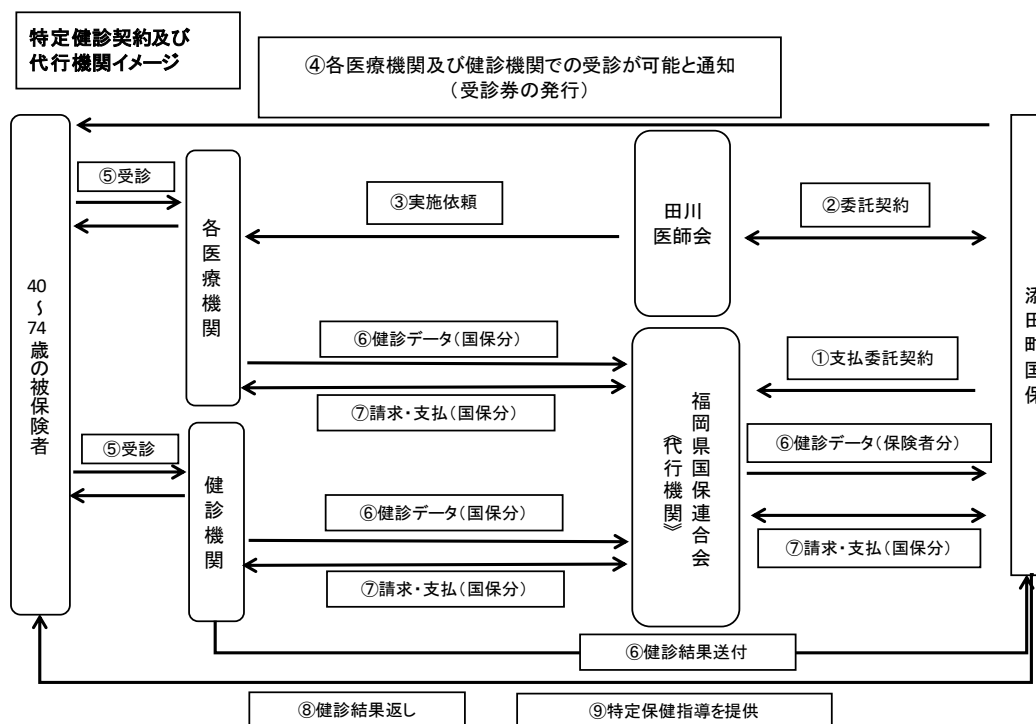 特定健診契約及び
代行機関イメージ
④各医療機関及び健診機関での受診が可能と通知
（受診券の発行）
⑤受診
各医療機関
③実施依頼
田川
医師会
②委託契約
40～74歳の被保険者
添田町国保
⑥健診データ（国保分）
⑦請求・支払（国保分）
①支払委託契約
福岡県国保連合会
《代行機関》
⑤受診
健診機関
⑥健診データ（保険者分）
⑥健診データ（国保分）
⑦請求・支払（国保分）
⑦請求・支払（国保分）
⑥健診結果送付
⑧健診結果返し
⑨特定保健指導を提供